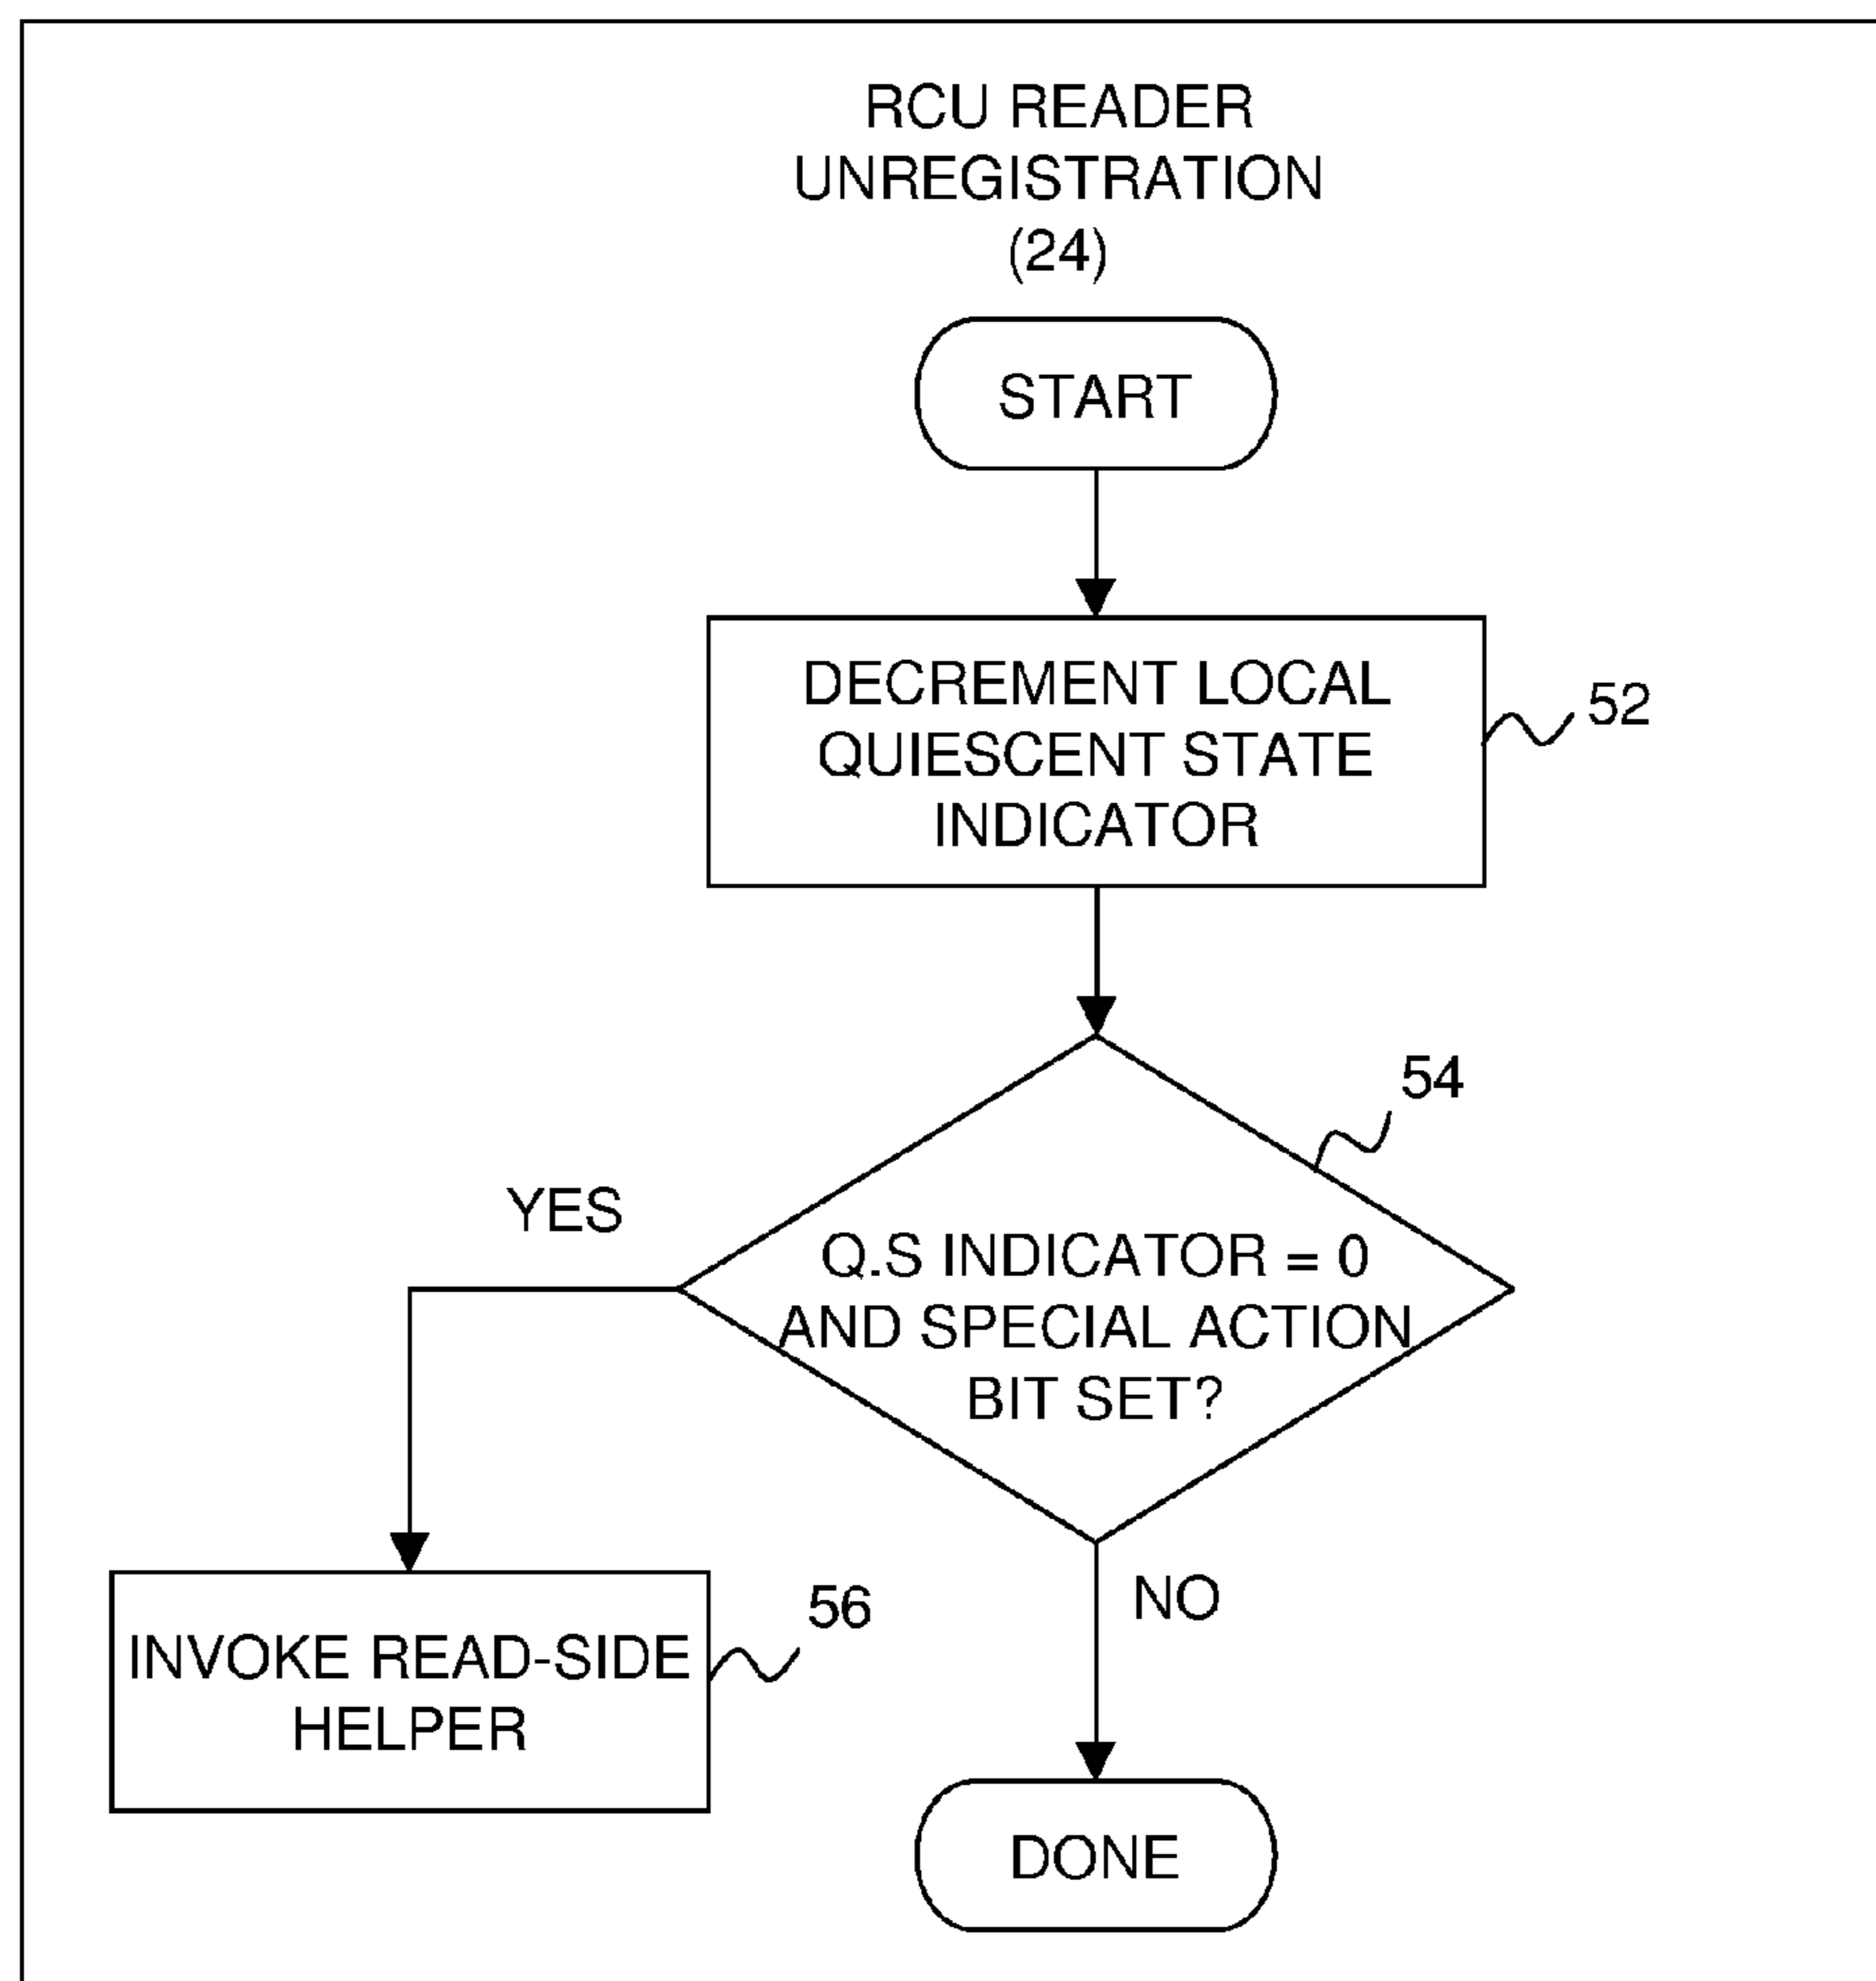 RCU READER
UNREGISTRATION
(24)
START
DECREMENT LOCAL
QUIESCENT STATE
INDICATOR
52
54
YES
Q.S INDICATOR = 0
AND SPECIAL ACTION
BIT SET?
NO
INVOKE READ-SIDE
HELPER
56
DONE